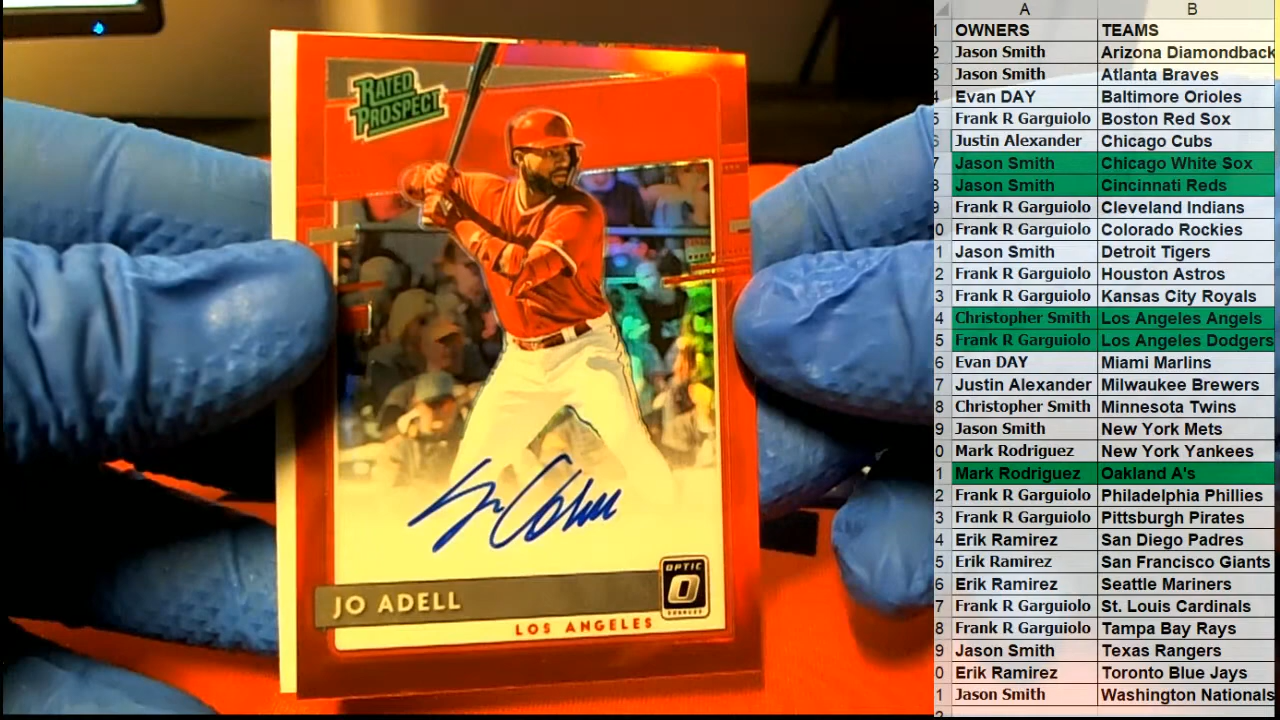 RATED
PROSPECT
JO ADELL
LOS ANGELES
OPTIC
A B
OWNERS TEAMS
Jason Smith Arizona Diamondback
Jason Smith Atlanta Braves
Evan DAY Baltimore Orioles
Frank R Garguiolo Boston Red Sox
Justin Alexander Chicago Cubs
Jason Smith Chicago White Sox
Jason Smith Cincinnati Reds
Frank R Garguiolo Cleveland Indians
Frank R Garguiolo Colorado Rockies
Jason Smith Detroit Tigers
Frank R Garguiolo Houston Astros
Frank R Garguiolo Kansas City Royals
Christopher Smith Los Angeles Angels
Frank R Garguiolo Los Angeles Dodgers
Evan DAY Miami Marlins
Justin Alexander Milwaukee Brewers
Christopher Smith Minnesota Twins
Jason Smith New York Mets
Mark Rodriguez New York Yankees
Mark Rodriguez Oakland A's
Frank R Garguiolo Philadelphia Phillies
Frank R Garguiolo Pittsburgh Pirates
Erik Ramirez San Diego Padres
Erik Ramirez San Francisco Giants
Erik Ramirez Seattle Mariners
Frank R Garguiolo St. Louis Cardinals
Frank R Garguiolo Tampa Bay Rays
Jason Smith Texas Rangers
Erik Ramirez Toronto Blue Jays
Jason Smith Washington Nationals